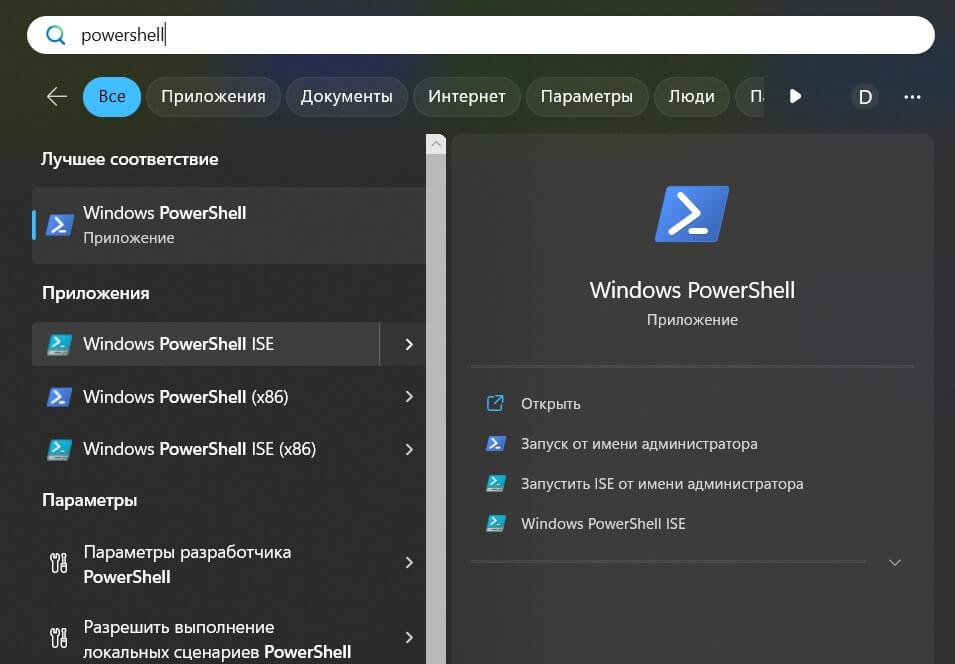 powershell
Все
Приложения
Документы
Интернет
Параметры
Люди
D
Лучшее соответствие
Windows PowerShell
Приложение
Приложения
Windows PowerShell ISE
Windows PowerShell (x86)
Windows PowerShell ISE (x86)
Параметры
Параметры разработчика
PowerShell
Разрешить выполнение
локальных сценариев PowerShell
Windows PowerShell
Приложение
Открыть
Запуск от имени администратора
Запустить ISE от имени администратора
Windows PowerShell ISE